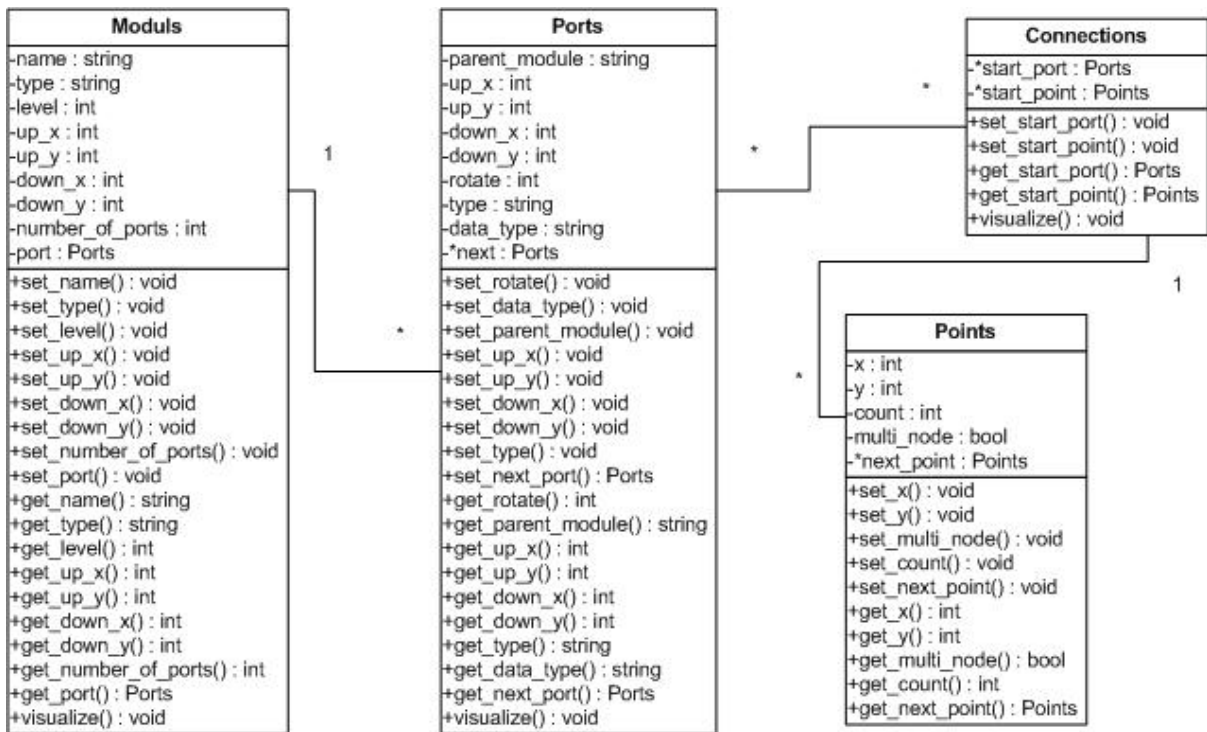 Moduls
-name : string
-type : string
-level : int
-up_x : int
-up_y : int
-down_x : int
-down_y : int
-number_of_ports : int
-port : Ports
+set_name() : void
+set_type() : void
+set_level() : void
+set_up_x() : void
+set_up_y() : void
+set_down_x() : void
+set_down_y() : void
+set_number_of_ports() : void
+set_port() : void
+get_name() : string
+get_type() : string
+get_level() : int
+get_up_x() : int
+get_up_y() : int
+get_down_x() : int
+get_down_y() : int
+get_number_of_ports() : int
+get_port() : Ports
+visualize() : void
1
*
Ports
-parent_module : string
-up_x : int
-up_y : int
-down_x : int
-down_y : int
-rotate : int
-type : string
-data_type : string
-*next : Ports
+set_rotate() : void
+set_data_type() : void
+set_parent_module() : void
+set_up_x() : void
+set_up_y() : void
+set_down_x() : void
+set_down_y() : void
+set_type() : void
+set_next_port() : Ports
+get_rotate() : int
+get_parent_module() : string
+get_up_x() : int
+get_up_y() : int
+get_down_x() : int
+get_down_y() : int
+get_type() : string
+get_data_type() : string
+get_next_port() : Ports
+visualize() : void
*
*
Connections
-*start_port : Ports
-*start_point : Points
+set_start_port() : void
+set_start_point() : void
+get_start_port() : Ports
+get_start_point() : Points
+visualize() : void
1
*
Points
-x : int
-y : int
-count : int
-multi_node : bool
-*next_point : Points
+set_x() : void
+set_y() : void
+set_multi_node() : void
+set_count() : void
+set_next_point() : void
+get_x() : int
+get_y() : int
+get_multi_node() : bool
+get_count() : int
+get_next_point() : Points